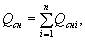 Q_{сн} = \sum_{i=1}^{n} Q_{снi},